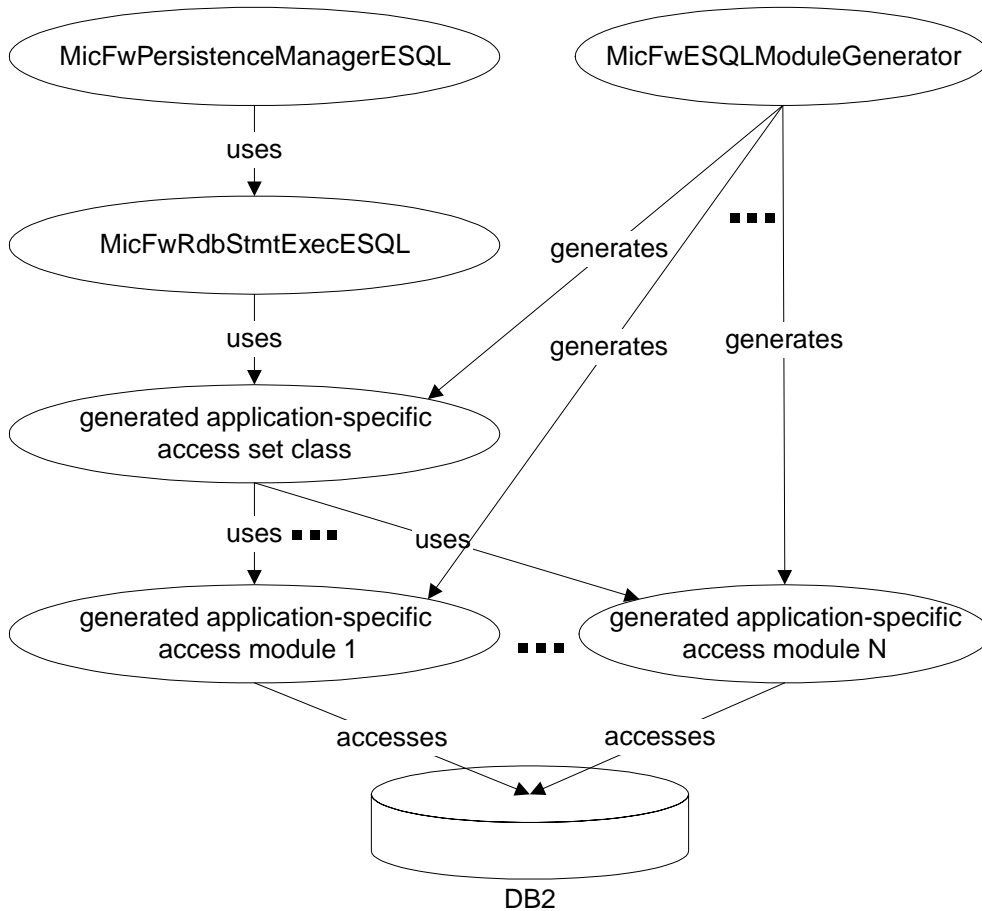 MicFwPersistenceManagerESQL
MicFwESQLModuleGenerator
uses
MicFwRdbStmtExecESQL
generates
uses
generates
generates
generated application-specific
access set class
uses
uses
generated application-specific
access module 1
generated application-specific
access module N
accesses
accesses
DB2